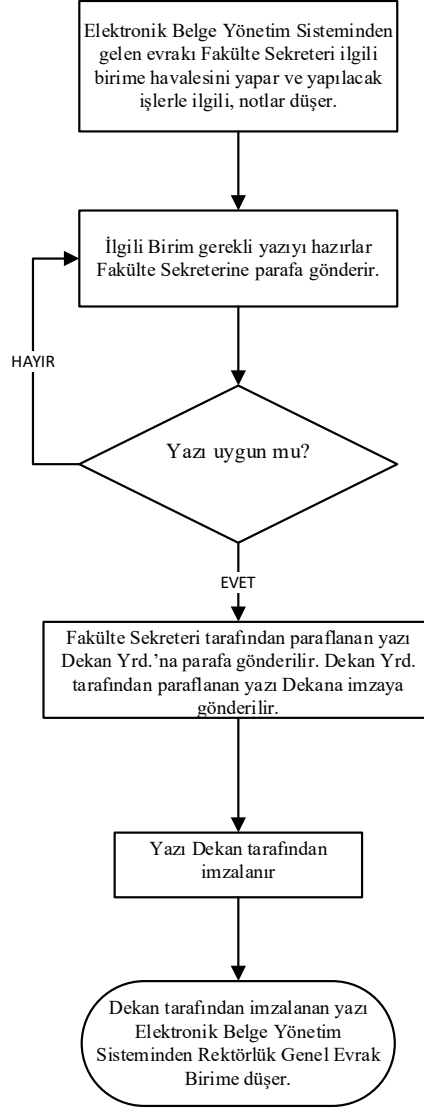 Elektronik Belge Yönetim Sisteminden
gelen evrakı Fakülte Sekreteri ilgili
birime havalesini yapar ve yapılacak
işlerle ilgili, notlar düşer.
İlgili Birim gerekli yazıyı hazırlar
Fakülte Sekreterine parafa gönderir.
HAYIR
Yazı uygun mu?
EVET
Fakülte Sekreteri tarafından paraflanan yazı
Dekan Yrd.’na parafa gönderilir. Dekan Yrd.
tarafından paraflanan yazı Dekana imzaya
gönderilir.
Yazı Dekan tarafından
imzalanır
Dekan tarafından imzalanan yazı
Elektronik Belge Yönetim
Sisteminden Rektörlük Genel Evrak
Birime düşer.